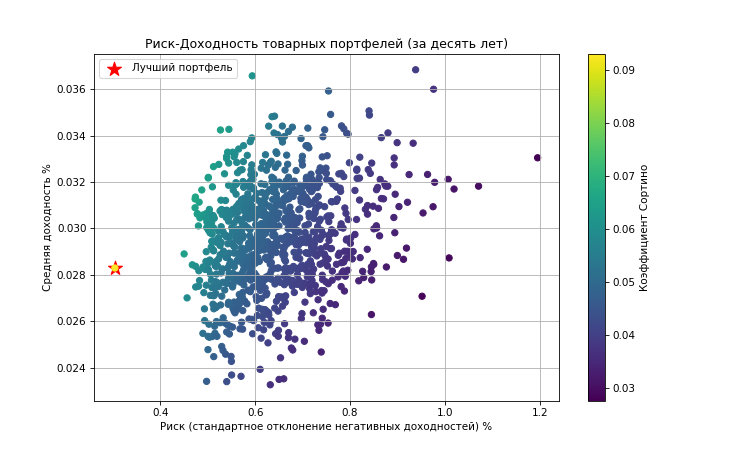 Риск-Доходность товарных портфелей (за десять лет)
Лучший портфель
0.036
0.034
0.032
0.030
0.028
0.026
0.024
Средняя доходность %
0.4 0.6 0.8 1.0 1.2
Риск (стандартное отклонение негативных доходностей) %
0.09
0.08
0.07
0.06
0.05
0.04
0.03
Коэффициент Сортино